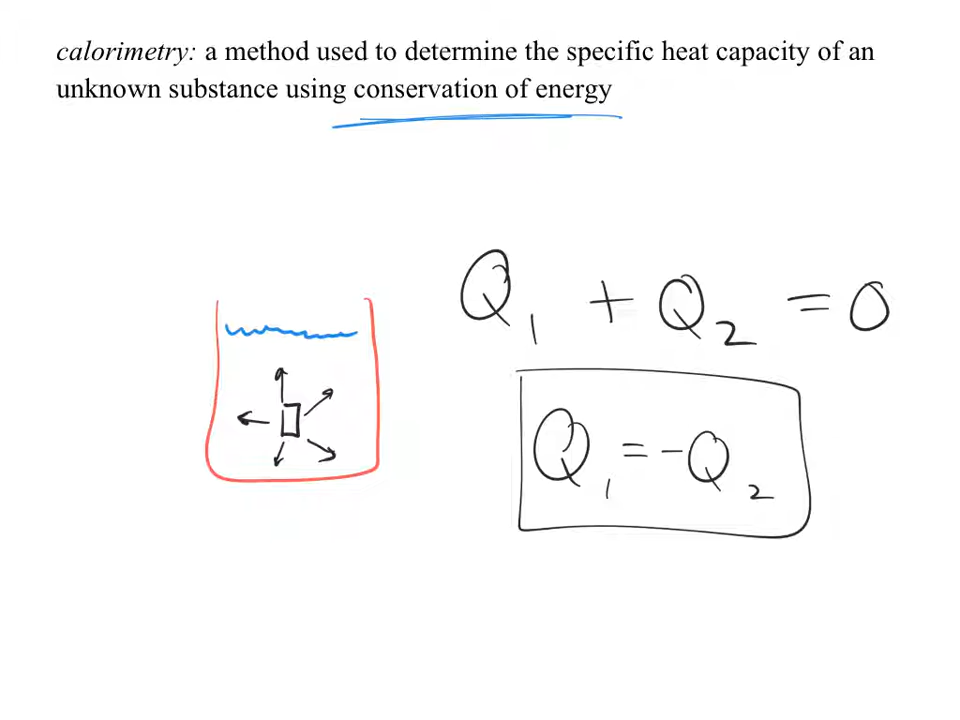 calorimetry: a method used to determine the specific heat capacity of an
unknown substance using conservation of energy
Q₁ + Q₂ = 0
Q₁ = -Q₂